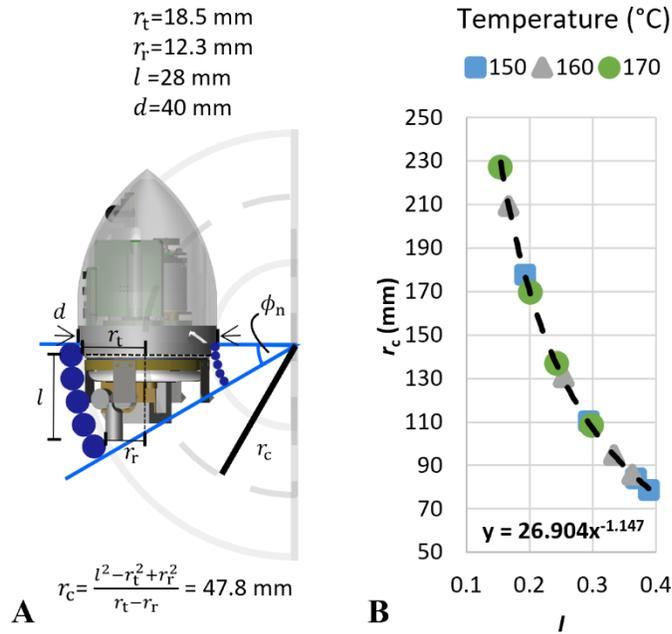 r_t=18.5 mm
r_r=12.3 mm
l =28 mm
d=40 mm
d
r_t
ϕ_n
l
r_r
r_c
r_c= (l²−r_t²+r_r²)/(r_t−r_r) = 47.8 mm
A
Temperature (°C)
150 160 170
250
230
210
190
170
150
130
110
90
70
50
r_c (mm)
y = 26.904x^-1.147
0.1 0.2 0.3 0.4
I
B